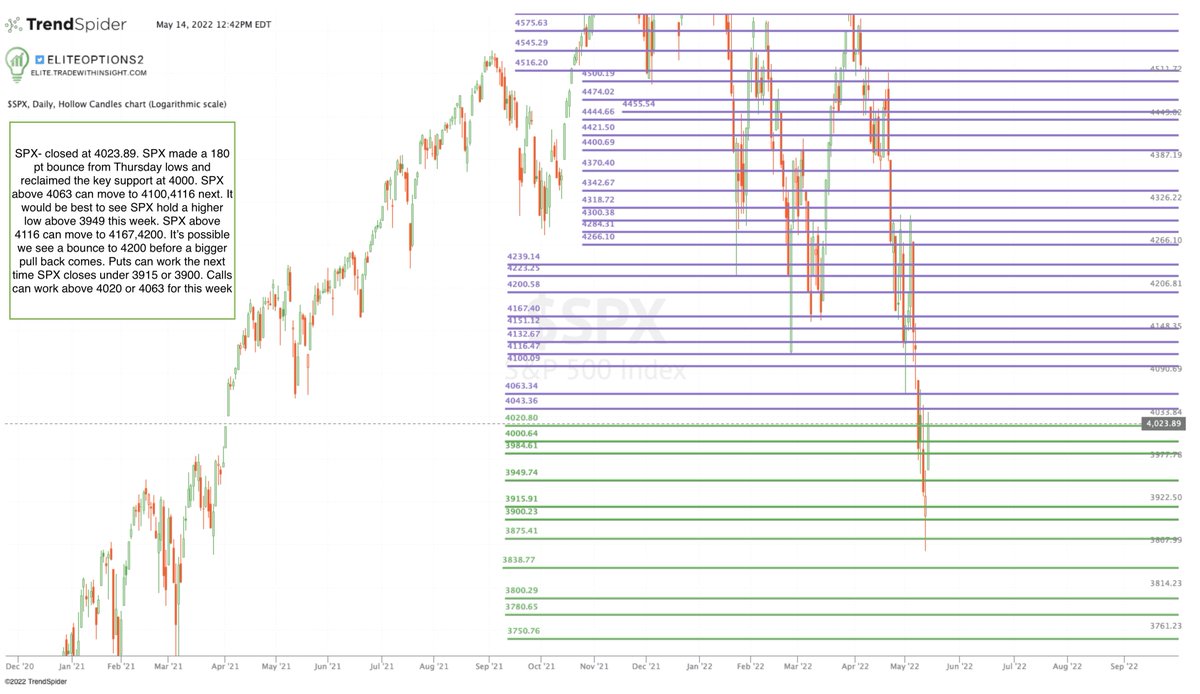 TrendSpider
May 14, 2022 12:42PM EDT
ELITEOPTIONS2
ELITE.TRADEWITHINSIGHT.COM
$SPX, Daily, Hollow Candles chart (Logarithmic scale)
SPX- closed at 4023.89. SPX made a 180
pt bounce from Thursday lows and
reclaimed the key support at 4000. SPX
above 4063 can move to 4100,4116 next. It
would be best to see SPX hold a higher
low above 3949 this week. SPX above
4116 can move to 4167,4200. It's possible
we see a bounce to 4200 before a bigger
pull back comes. Puts can work the next
time SPX closes under 3915 or 3900. Calls
can work above 4020 or 4063 for this week
4575.63
4545.29
4516.20
4500.19
4474.02
4455.54
4444.66
4421.50
4400.69
4370.40
4342.67
4318.72
4300.38
4284.31
4266.10
4239.14
4223.25
4200.58
4167.40
4151.12
4132.67
4116.47
4100.09
4063.34
4043.36
4020.80
4000.64
3984.61
3949.74
3915.91
3900.23
3875.41
3838.77
3800.29
3780.65
3750.76
$SPX
S&P 500 Index
4511.72
4449.02
4387.19
4326.22
4266.10
4206.81
4148.35
4090.69
4033.84
4,023.89
3977.78
3922.50
3867.99
3814.23
3761.23
Dec '20 Jan '21 Feb '21 Mar '21 Apr '21 May '21 Jun '21 Jul '21 Aug '21 Sep '21 Oct '21 Nov '21 Dec '21 Jan '22 Feb '22 Mar '22 Apr '22 May '22 Jun '22 Jul '22 Aug '22 Sep '22
©2022 TrendSpider